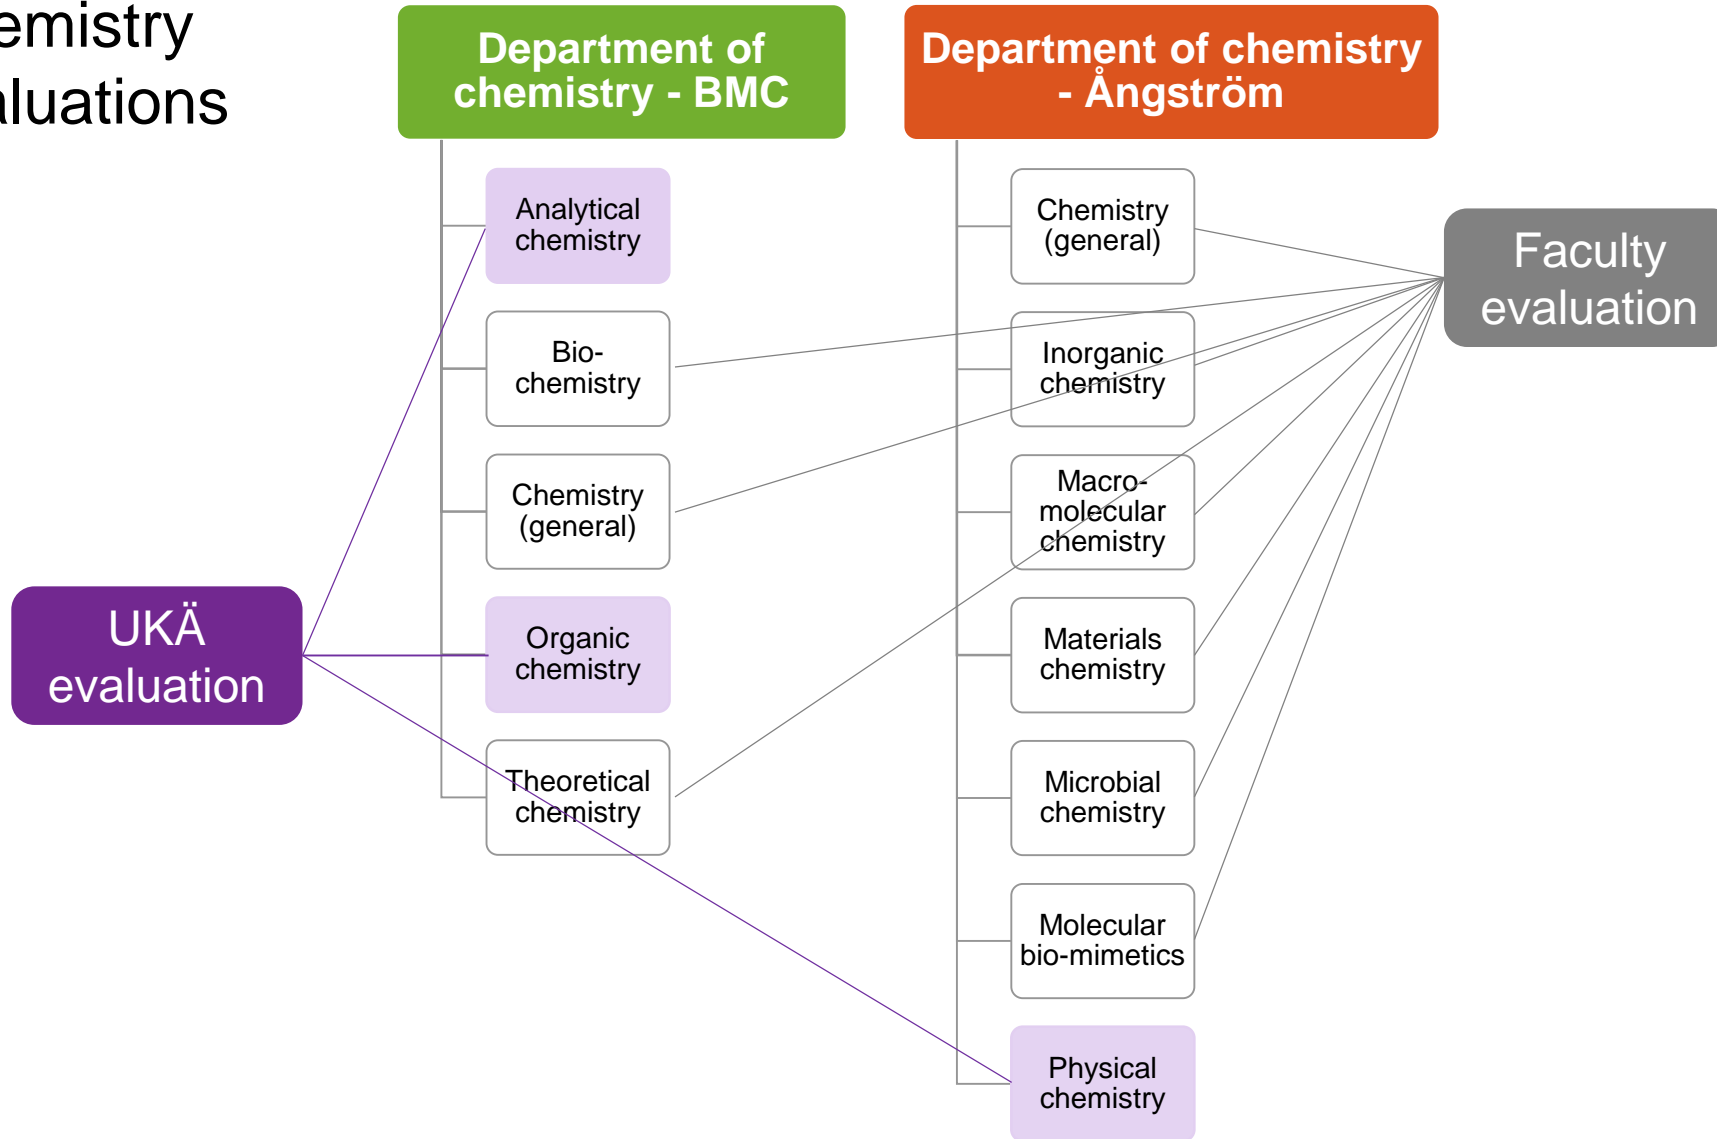 emistry
aluations
Department of
chemistry - BMC
Department of chemistry
- Ångström
Analytical
chemistry
Bio-
chemistry
Chemistry
(general)
Organic
chemistry
Theoretical
chemistry
Chemistry
(general)
Inorganic
chemistry
Macro-
molecular
chemistry
Materials
chemistry
Microbial
chemistry
Molecular
bio-mimetics
Physical
chemistry
UKÄ
evaluation
Faculty
evaluation